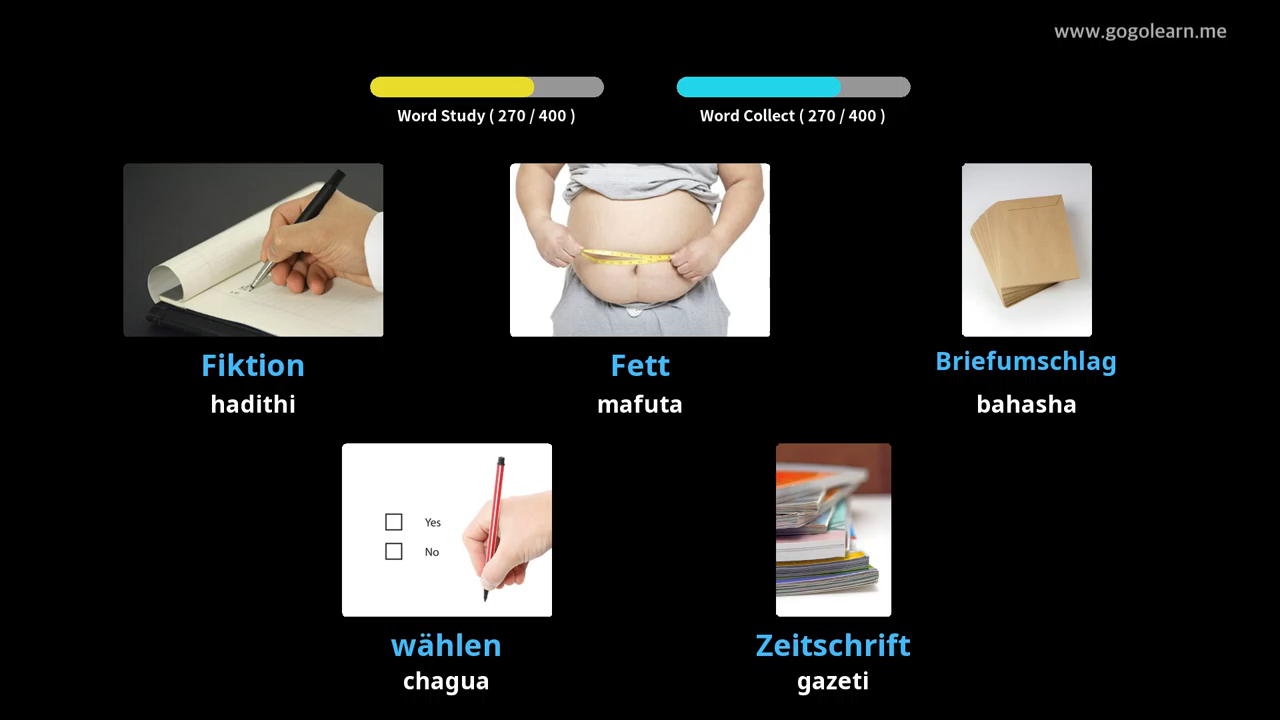 www.gogolearn.me
Word Study ( 270 / 400 )
Word Collect ( 270 / 400 )
Fiktion
hadithi
Fett
mafuta
Briefumschlag
bahasha
Yes
No
wählen
chagua
Zeitschrift
gazeti